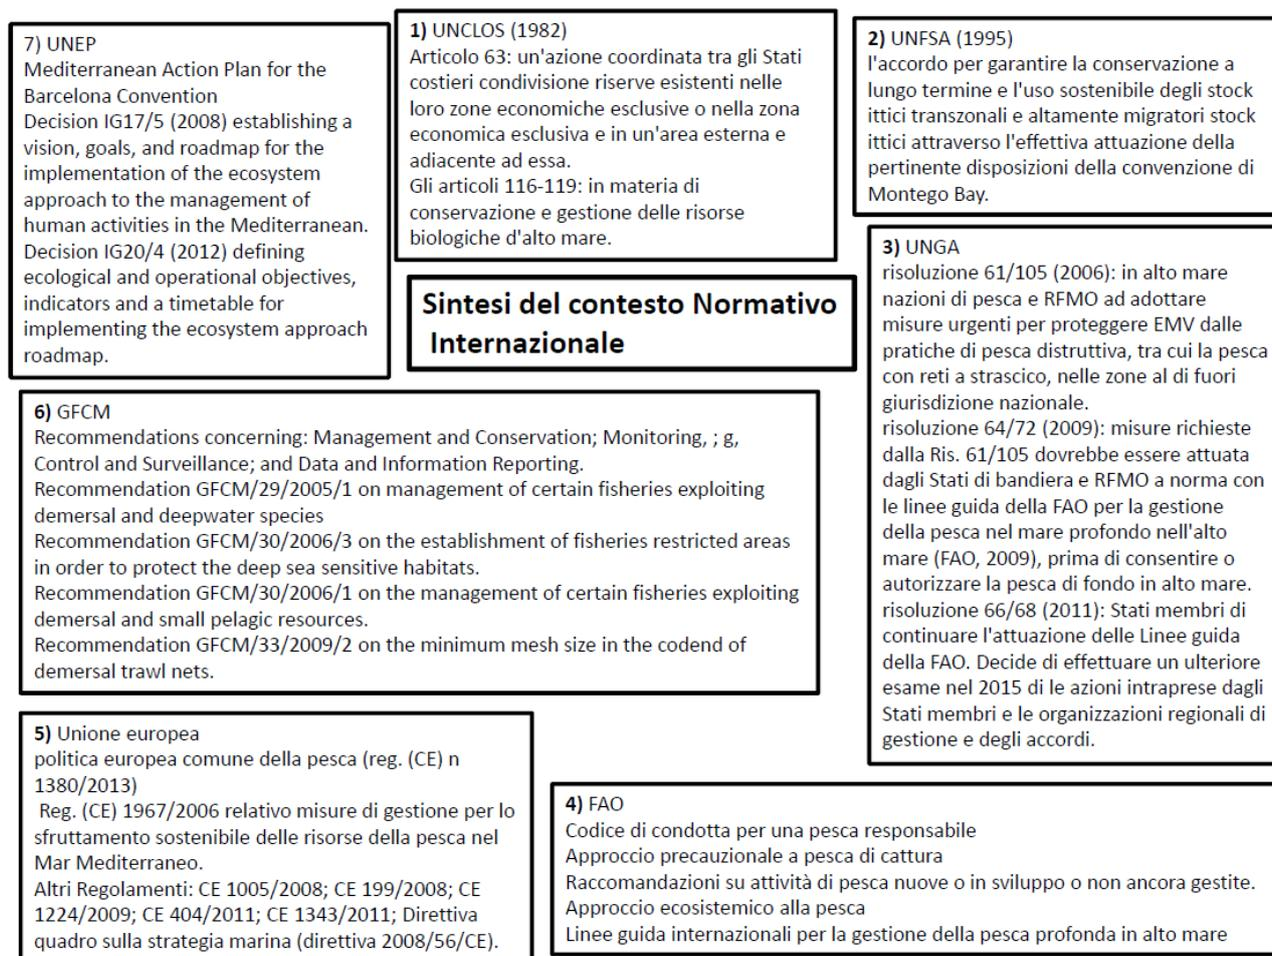 7) UNEP
Mediterranean Action Plan for the
Barcelona Convention
Decision IG17/5 (2008) establishing a
vision, goals, and roadmap for the
implementation of the ecosystem
approach to the management of
human activities in the Mediterranean.
Decision IG20/4 (2012) defining
ecological and operational objectives,
indicators and a timetable for
implementing the ecosystem approach
roadmap.
1) UNCLOS (1982)
Articolo 63: un'azione coordinata tra gli Stati
costieri condivisione riserve esistenti nelle
loro zone economiche esclusive o nella zona
economica esclusiva e in un'area esterna e
adiacente ad essa.
Gli articoli 116-119: in materia di
conservazione e gestione delle risorse
biologiche d'alto mare.
2) UNFSA (1995)
l'accordo per garantire la conservazione a
lungo termine e l'uso sostenibile degli stock
ittici transzonali e altamente migratori stock
ittici attraverso l'effettiva attuazione della
pertinente disposizioni della convenzione di
Montego Bay.
Sintesi del contesto Normativo
Internazionale
3) UNGA
risoluzione 61/105 (2006): in alto mare
nazioni di pesca e RFMO ad adottare
misure urgenti per proteggere EMV dalle
pratiche di pesca distruttiva, tra cui la pesca
con reti a strascico, nelle zone al di fuori
giurisdizione nazionale.
risoluzione 64/72 (2009): misure richieste
dalla Ris. 61/105 dovrebbe essere attuata
dagli Stati di bandiera e RFMO a norma con
le linee guida della FAO per la gestione
della pesca nel mare profondo nell'alto
mare (FAO, 2009), prima di consentire o
autorizzare la pesca di fondo in alto mare.
risoluzione 66/68 (2011): Stati membri di
continuare l'attuazione delle Linee guida
della FAO. Decide di effettuare un ulteriore
esame nel 2015 di le azioni intraprese dagli
Stati membri e le organizzazioni regionali di
gestione e degli accordi.
6) GFCM
Recommendations concerning: Management and Conservation; Monitoring, ; g,
Control and Surveillance; and Data and Information Reporting.
Recommendation GFCM/29/2005/1 on management of certain fisheries exploiting
demersal and deepwater species
Recommendation GFCM/30/2006/3 on the establishment of fisheries restricted areas
in order to protect the deep sea sensitive habitats.
Recommendation GFCM/30/2006/1 on the management of certain fisheries exploiting
demersal and small pelagic resources.
Recommendation GFCM/33/2009/2 on the minimum mesh size in the codend of
demersal trawl nets.
5) Unione europea
politica europea comune della pesca (reg. (CE) n
1380/2013)
Reg. (CE) 1967/2006 relativo misure di gestione per lo
sfruttamento sostenibile delle risorse della pesca nel
Mar Mediterraneo.
Altri Regolamenti: CE 1005/2008; CE 199/2008; CE
1224/2009; CE 404/2011; CE 1343/2011; Direttiva
quadro sulla strategia marina (direttiva 2008/56/CE).
4) FAO
Codice di condotta per una pesca responsabile
Approccio precauzionale a pesca di cattura
Raccomandazioni su attività di pesca nuove o in sviluppo o non ancora gestite.
Approccio ecosistemico alla pesca
Linee guida internazionali per la gestione della pesca profonda in alto mare